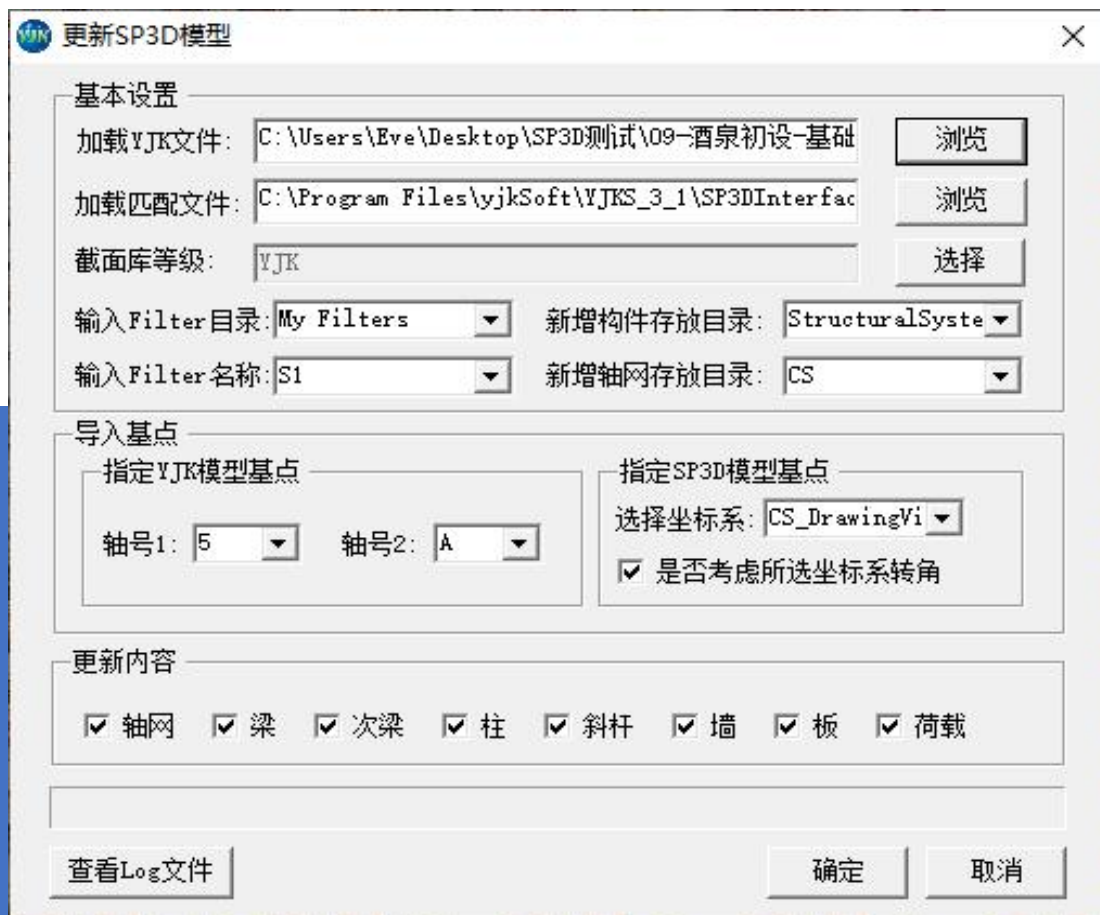 更新SP3D模型
基本设置
加载YJK文件: C:\Users\Eve\Desktop\SP3D测试\09-酒泉初设-基础 浏览
加载匹配文件: C:\Program Files\yjkSoft\YJKS_3_1\SP3DInterfac 浏览
截面库等级: YJK 选择
输入Filter目录: My Filters 新增构件存放目录: StructuralSyste
输入Filter名称: S1 新增轴网存放目录: CS
导入基点
指定YJK模型基点 指定SP3D模型基点
选择坐标系: CS_DrawingVi
轴号1: 5 轴号2: A
是否考虑所选坐标系转角
更新内容
轴网 梁 次梁 柱 斜杆 墙 板 荷载
查看Log文件 确定 取消